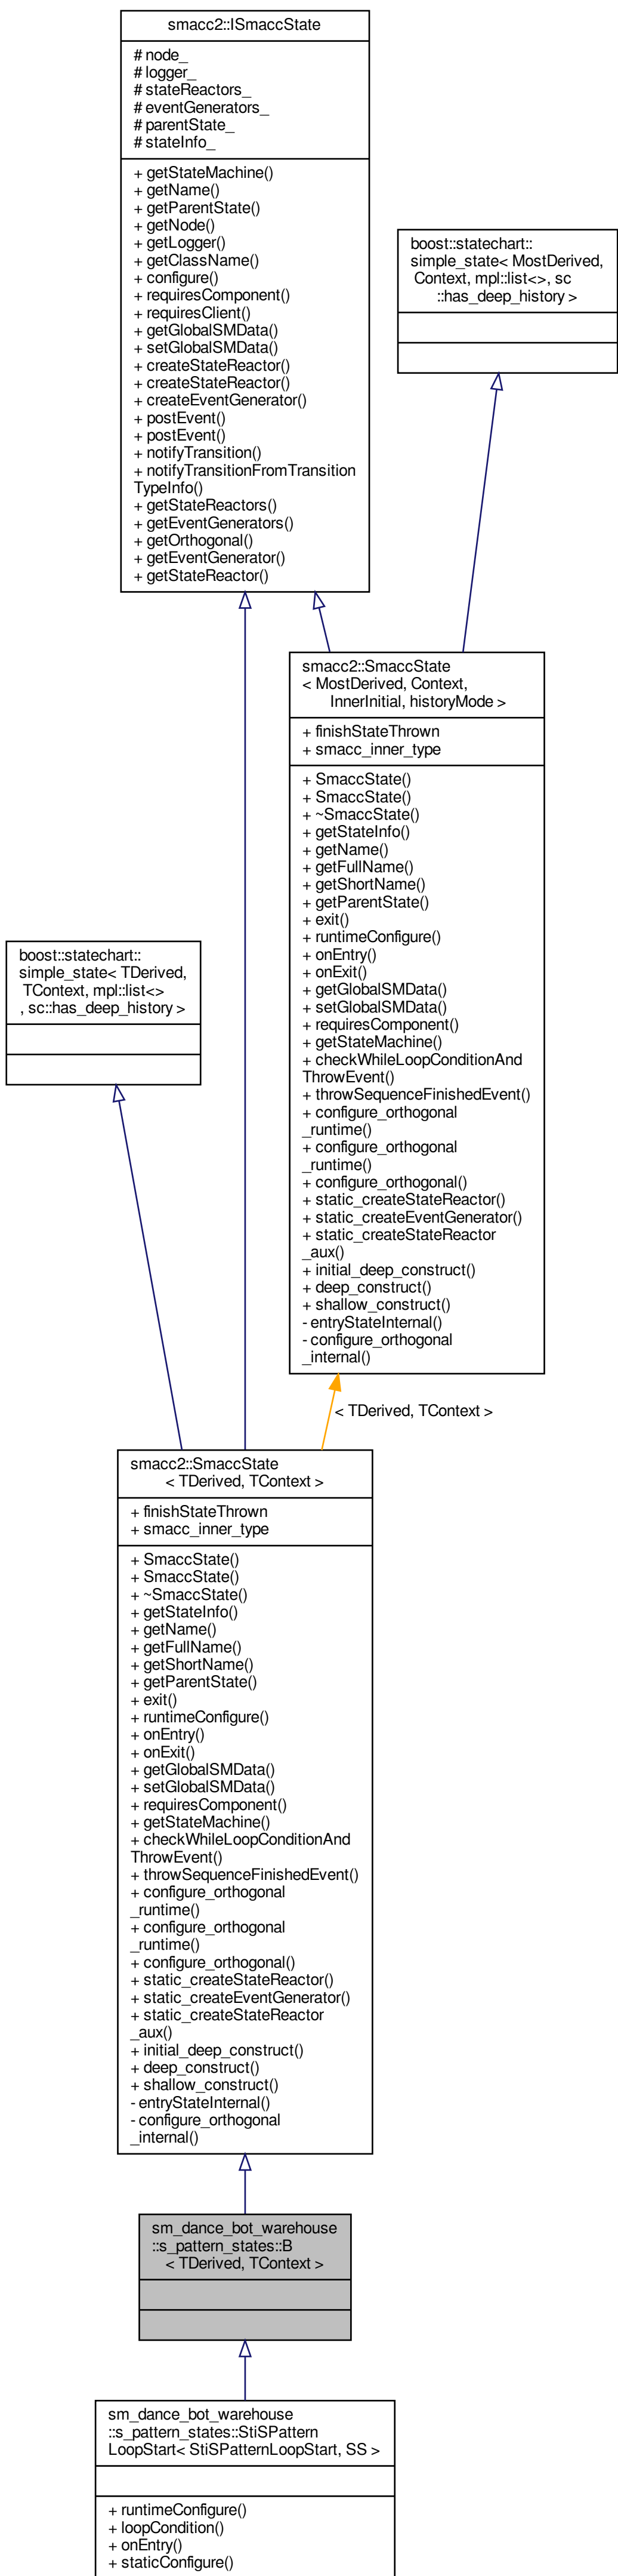 smacc2::ISmaccState
# node_
# logger_
# stateReactors_
# eventGenerators_
# parentState_
# stateInfo_
+ getStateMachine()
+ getName()
+ getParentState()
+ getNode()
+ getLogger()
+ getClassName()
+ configure()
+ requiresComponent()
+ requiresClient()
+ getGlobalSMData()
+ setGlobalSMData()
+ createStateReactor()
+ createStateReactor()
+ createEventGenerator()
+ postEvent()
+ postEvent()
+ notifyTransition()
+ notifyTransitionFromTransition
TypeInfo()
+ getStateReactors()
+ getEventGenerators()
+ getOrthogonal()
+ getEventGenerator()
+ getStateReactor()
boost::statechart::
simple_state< MostDerived,
Context, mpl::list<>, sc
::has_deep_history >
smacc2::SmaccState
< MostDerived, Context,
InnerInitial, historyMode >
+ finishStateThrown
+ smacc_inner_type
+ SmaccState()
+ SmaccState()
+ ~SmaccState()
+ getStateInfo()
+ getName()
+ getFullName()
+ getShortName()
+ getParentState()
+ exit()
+ runtimeConfigure()
+ onEntry()
+ onExit()
+ getGlobalSMData()
+ setGlobalSMData()
+ requiresComponent()
+ getStateMachine()
+ checkWhileLoopConditionAnd
ThrowEvent()
+ throwSequenceFinishedEvent()
+ configure_orthogonal
_runtime()
+ configure_orthogonal
_runtime()
+ configure_orthogonal()
+ static_createStateReactor()
+ static_createEventGenerator()
+ static_createStateReactor
_aux()
+ initial_deep_construct()
+ deep_construct()
+ shallow_construct()
- entryStateInternal()
- configure_orthogonal
_internal()
boost::statechart::
simple_state< TDerived,
TContext, mpl::list<>
, sc::has_deep_history >
< TDerived, TContext >
smacc2::SmaccState
< TDerived, TContext >
+ finishStateThrown
+ smacc_inner_type
+ SmaccState()
+ SmaccState()
+ ~SmaccState()
+ getStateInfo()
+ getName()
+ getFullName()
+ getShortName()
+ getParentState()
+ exit()
+ runtimeConfigure()
+ onEntry()
+ onExit()
+ getGlobalSMData()
+ setGlobalSMData()
+ requiresComponent()
+ getStateMachine()
+ checkWhileLoopConditionAnd
ThrowEvent()
+ throwSequenceFinishedEvent()
+ configure_orthogonal
_runtime()
+ configure_orthogonal
_runtime()
+ configure_orthogonal()
+ static_createStateReactor()
+ static_createEventGenerator()
+ static_createStateReactor
_aux()
+ initial_deep_construct()
+ deep_construct()
+ shallow_construct()
- entryStateInternal()
- configure_orthogonal
_internal()
sm_dance_bot_warehouse
::s_pattern_states::B
< TDerived, TContext >
sm_dance_bot_warehouse
::s_pattern_states::StiSPattern
LoopStart< StiSPatternLoopStart, SS >
+ runtimeConfigure()
+ loopCondition()
+ onEntry()
+ staticConfigure()